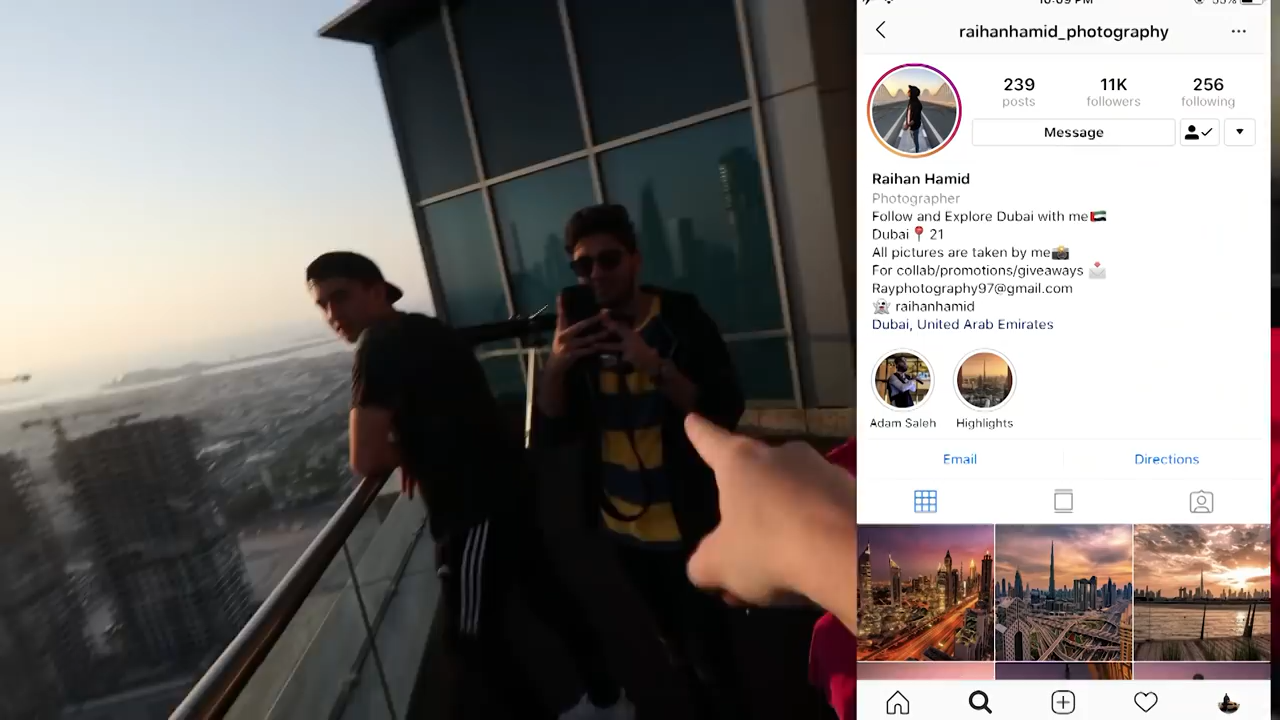 raihanhamid_photography
239
11K
256
posts
followers
following
Message
Raihan Hamid
Photographer
Follow and Explore Dubai with me🇦🇪
Dubai📍21
All pictures are taken by me📸
For collab/promotions/giveaways 📩
Rayphotography97@gmail.com
👻 raihanhamid
Dubai, United Arab Emirates
Adam Saleh
Highlights
Email
Directions